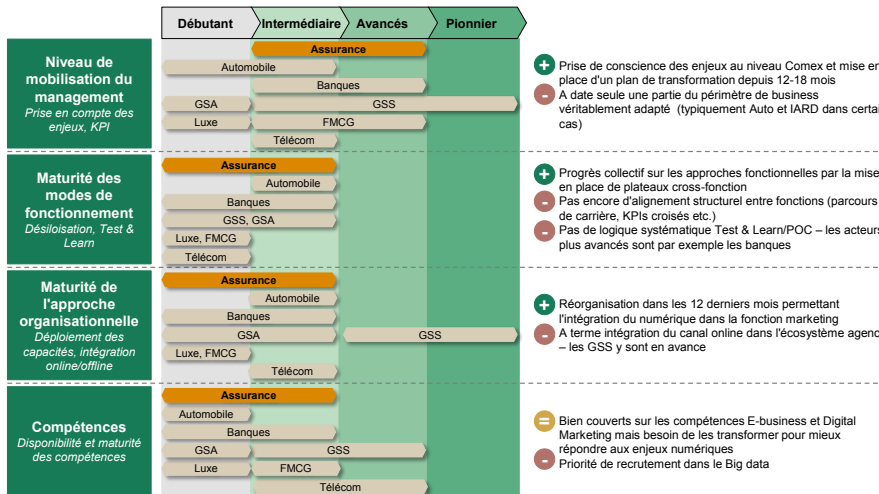 Débutant
Intermédiaire
Avancés
Pionnier
Niveau de
mobilisation du
management
Prise en compte des
enjeux, KPI
Assurance
Automobile
Banques
GSA
GSS
Luxe
FMCG
Télécom
Prise de conscience des enjeux au niveau Comex et mise en
place d'un plan de transformation depuis 12-18 mois
A date seule une partie du périmètre de business
véritablement adapté (typiquement Auto et IARD dans certai
cas)
Maturité des
modes de
fonctionnement
Désiloisation, Test &
Learn
Assurance
Automobile
Banques
GSS, GSA
Luxe, FMCG
Télécom
Progrès collectif sur les approches fonctionnelles par la mise
en place de plateaux cross-fonction
Pas encore d'alignement structurel entre fonctions (parcours
de carrière, KPIs croisés etc.)
Pas de logique systématique Test & Learn/POC – les acteurs
plus avancés sont par exemple les banques
Maturité de
l'approche
organisationnelle
Déploiement des
capacités, intégration
online/offline
Assurance
Automobile
Banques
GSA
GSS
Luxe, FMCG
Télécom
Réorganisation dans les 12 derniers mois permettant
l'intégration du numérique dans la fonction marketing
A terme intégration du canal online dans l'écosystème agenc
– les GSS y sont en avance
Compétences
Disponibilité et maturité
des compétences
Assurance
Automobile
Banques
GSA
GSS
Luxe
FMCG
Télécom
Bien couverts sur les compétences E-business et Digital
Marketing mais besoin de les transformer pour mieux
répondre aux enjeux numériques
Priorité de recrutement dans le Big data